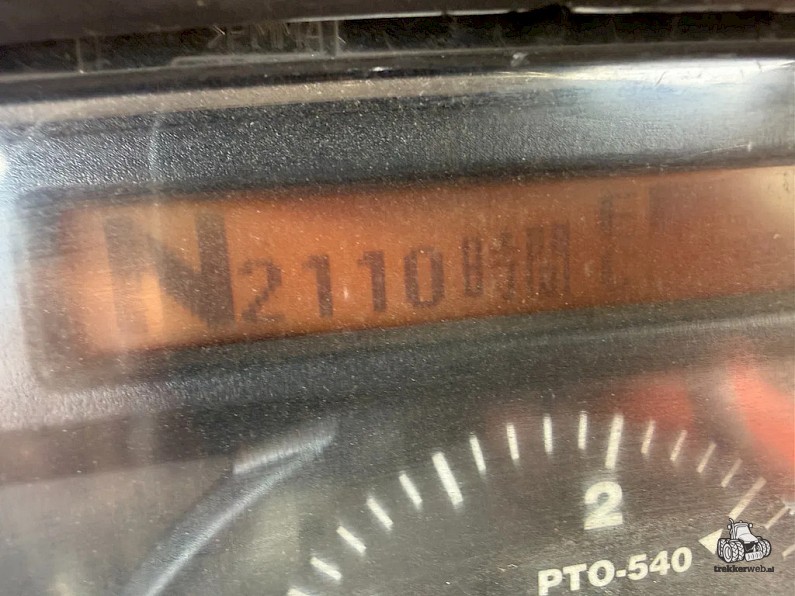 N 2110 時間
2
PTO-540
trekkerweb.nl